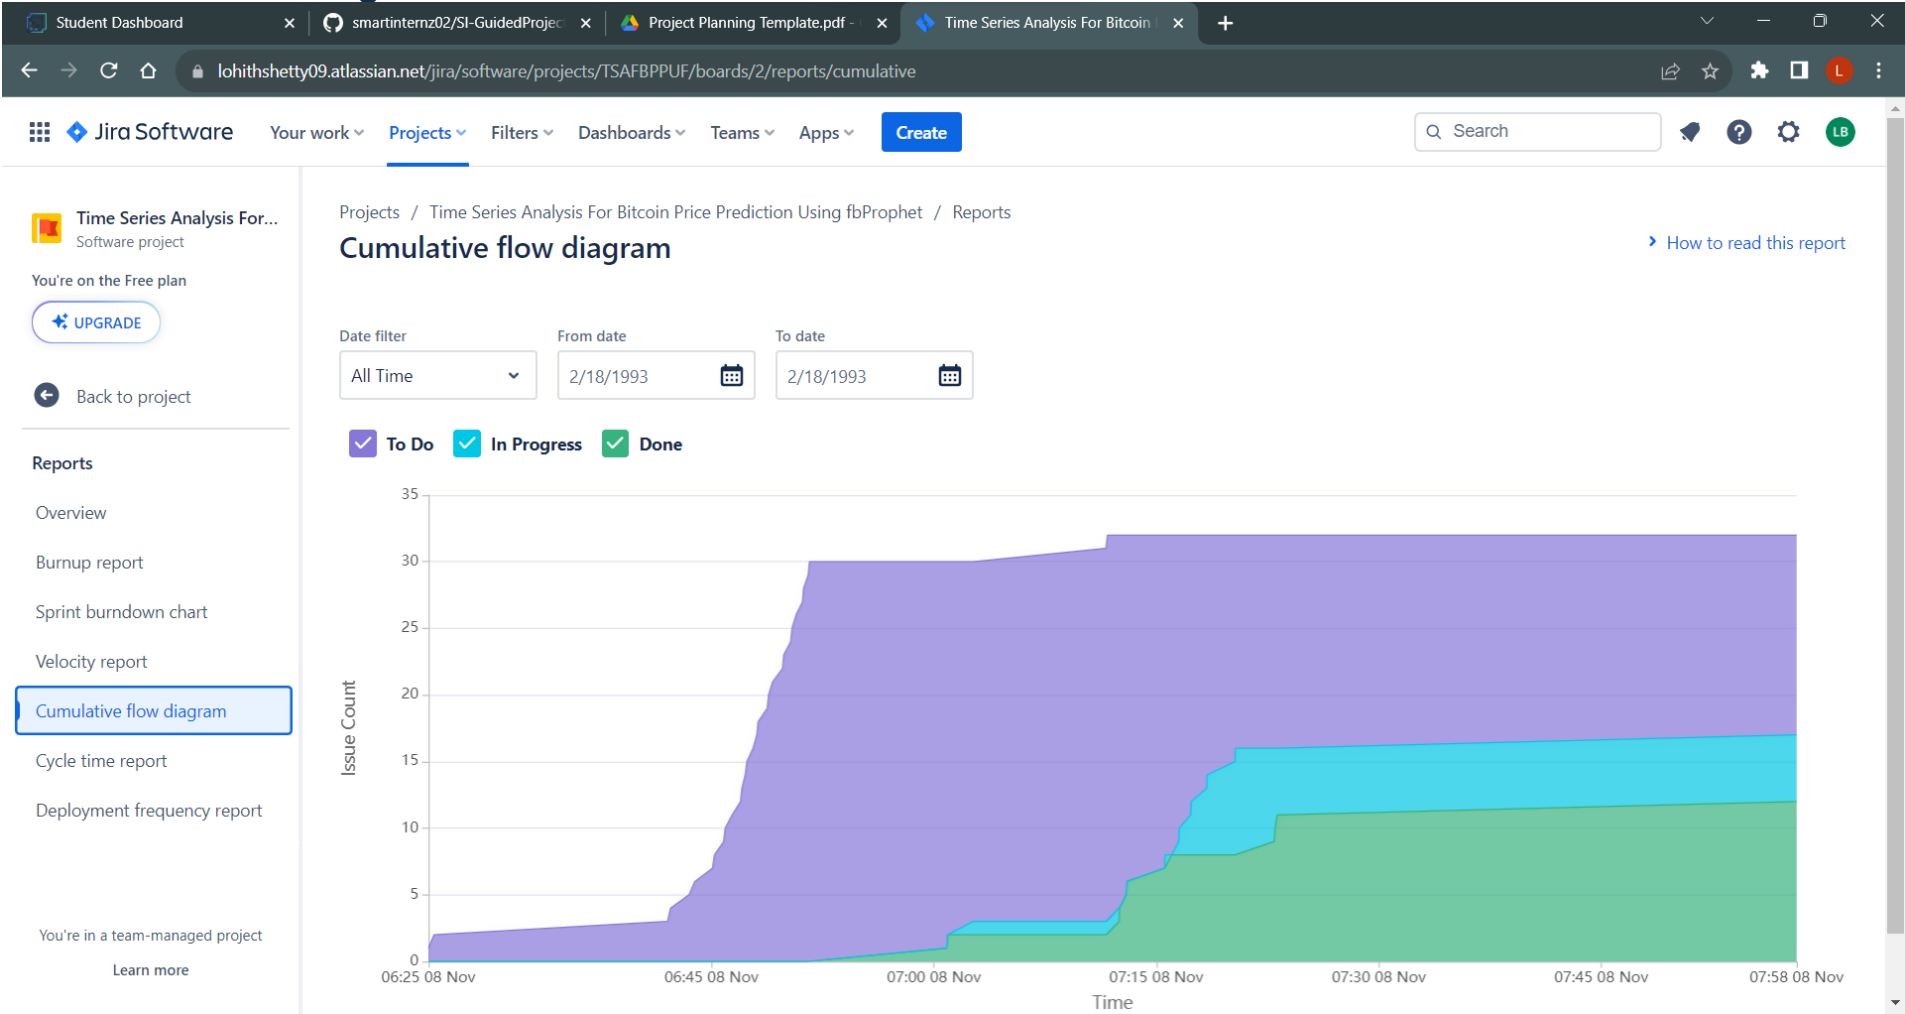 Student Dashboard
smartinternz02/SI-GuidedProjec
Project Planning Template.pdf -
Time Series Analysis For Bitcoin
lohithshetty09.atlassian.net/jira/software/projects/TSAFBPPUF/boards/2/reports/cumulative
L
Jira Software
Your work
Projects
Filters
Dashboards
Teams
Apps
Create
Search
LB
Time Series Analysis For...
Software project
You're on the Free plan
UPGRADE
Back to project
Reports
Overview
Burnup report
Sprint burndown chart
Velocity report
Cumulative flow diagram
Cycle time report
Deployment frequency report
You're in a team-managed project
Learn more
Projects / Time Series Analysis For Bitcoin Price Prediction Using fbProphet / Reports
Cumulative flow diagram
How to read this report
Date filter
From date
To date
All Time
2/18/1993
2/18/1993
To Do
In Progress
Done
35
30
25
20
15
10
5
0
Issue Count
06:25 08 Nov
06:45 08 Nov
07:00 08 Nov
07:15 08 Nov
07:30 08 Nov
07:45 08 Nov
07:58 08 Nov
Time